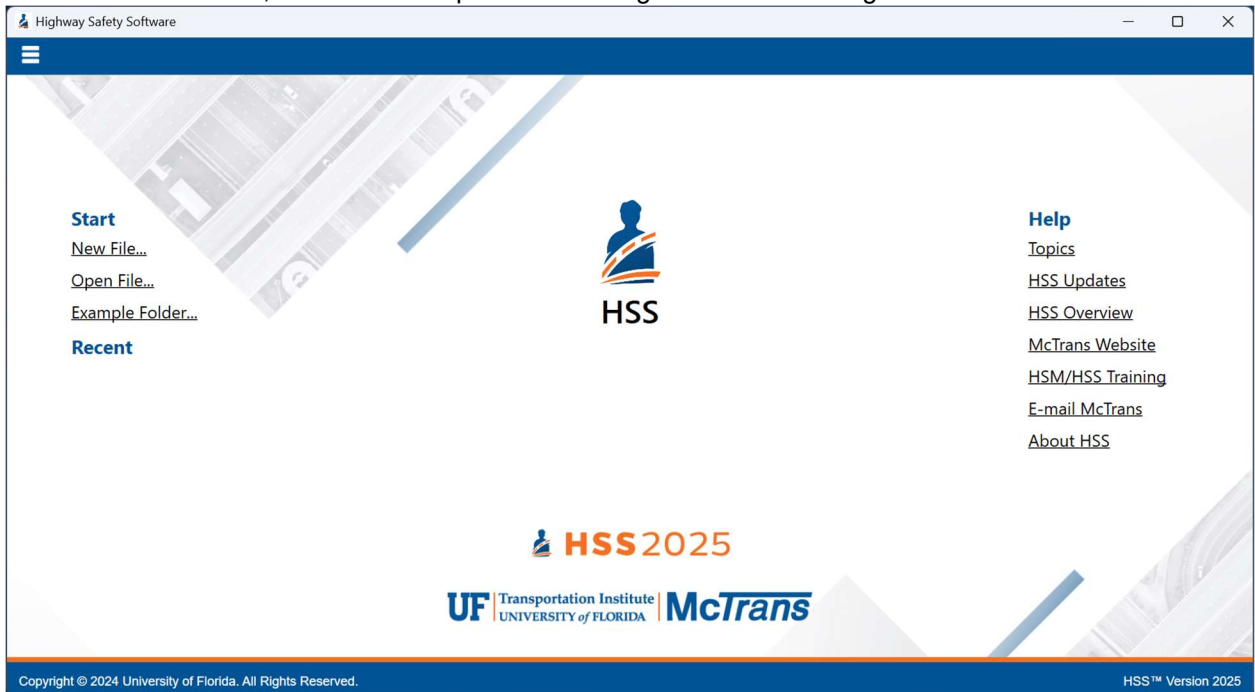 Highway Safety Software
Start
New File...
Open File...
Example Folder...
Recent
HSS
Help
Topics
HSS Updates
HSS Overview
McTrans Website
HSM/HSS Training
E-mail McTrans
About HSS
HSS2025
UF Transportation Institute McTrans
UNIVERSITY of FLORIDA
Copyright © 2024 University of Florida. All Rights Reserved.
HSS™ Version 2025